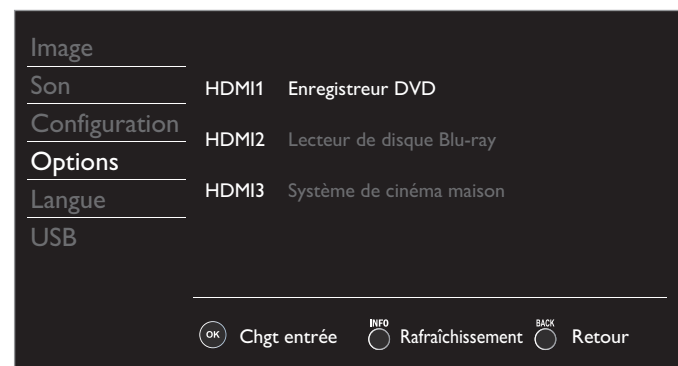 Image
Son
Configuration
Options
Langue
USB
HDMI1 Enregistreur DVD
HDMI2 Lecteur de disque Blu-ray
HDMI3 Système de cinéma maison
OK Chgt entrée INFO Rafraîchissement BACK Retour